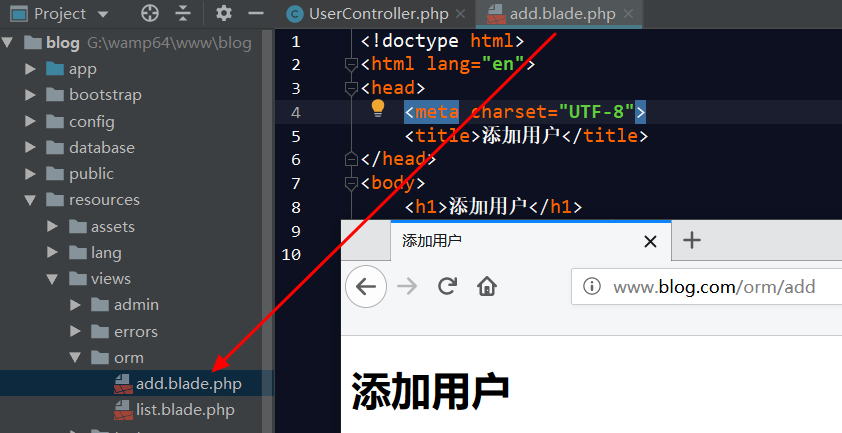 Project
blog G:\wamp64\www\blog
app
bootstrap
config
database
public
resources
assets
lang
views
admin
errors
orm
add.blade.php
list.blade.php
UserController.php
add.blade.php
1 <!doctype html>
2 <html lang="en">
3 <head>
4 <meta charset="UTF-8">
5 <title>添加用户</title>
6 </head>
7 <body>
8 <h1>添加用户</h1>
9
10
添加用户
www.blog.com/orm/add
添加用户